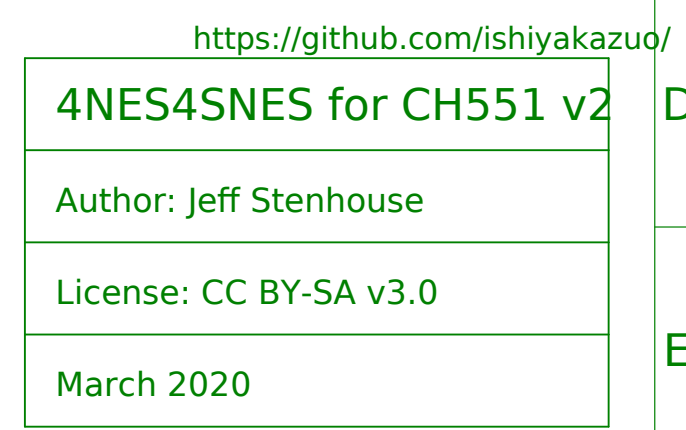 https://github.com/ishiyakazuo/
4NES4SNES for CH551 v2
D
Author: Jeff Stenhouse
License: CC BY-SA v3.0
E
March 2020